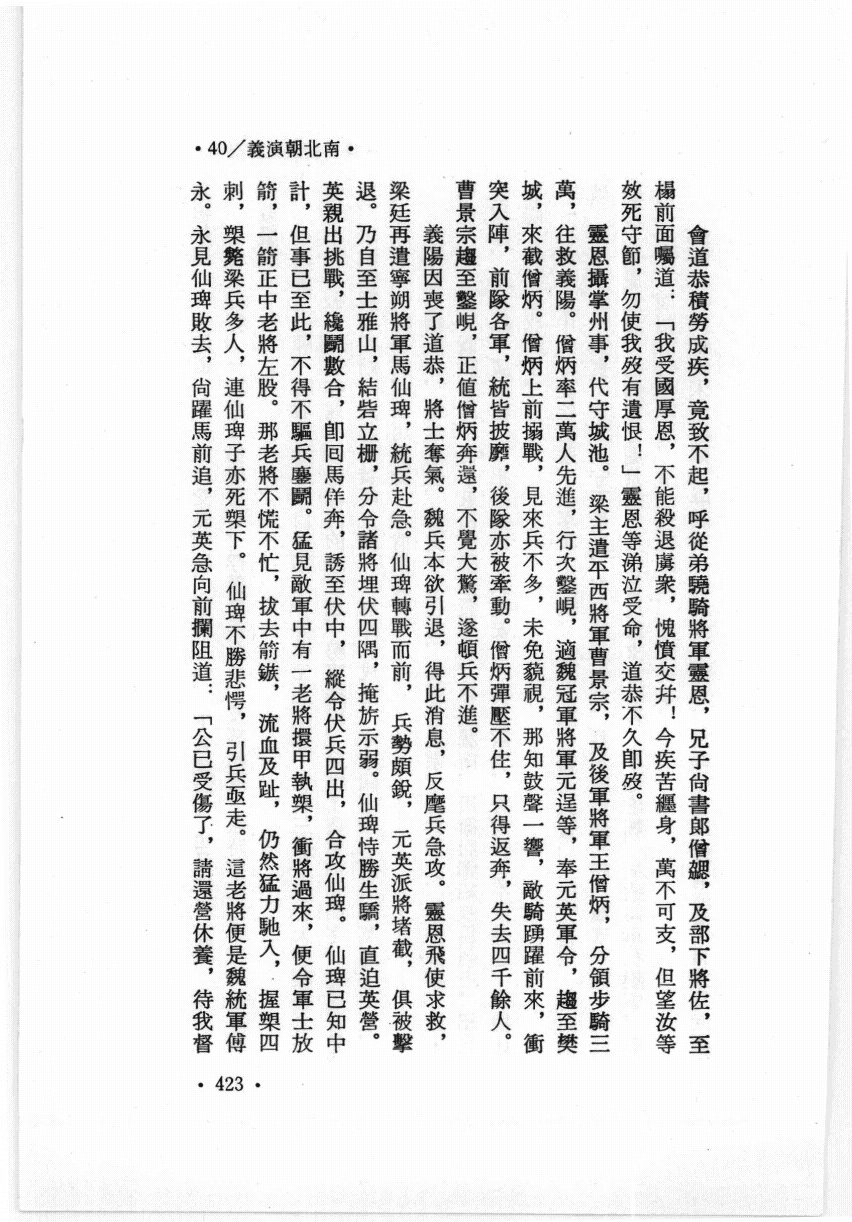 •40／義演朝北南•
會道恭積勞成疾，竟致不起，呼從弟驍騎將軍靈恩，兄子尙書郎僧勰，及部下將佐，至
榻前面囑道：「我受國厚恩，不能殺退虜衆，愧憤交幷！今疾苦纏身，萬不可支，但望汝等
效死守節，勿使我歿有遺恨！」靈恩等涕泣受命，道恭不久卽歿。
靈恩攝掌州事，代守城池。梁主遣平西將軍曹景宗，及後軍將軍王僧炳，分領步騎三
萬，往救義陽。僧炳率二萬人先進，行次鑿峴，適魏冠軍將軍元逞等，奉元英軍令，趨至樊
城，來截僧炳。僧炳上前搦戰，見來兵不多，未免藐視，那知鼓聲一響，敵騎踴躍前來，衝
突入陣，前隊各軍，統皆披靡，後隊亦被牽動。僧炳彈壓不住，只得返奔，失去四千餘人。
曹景宗趨至鑿峴，正値僧炳奔還，不覺大驚，遂頓兵不進。
義陽因喪了道恭，將士奪氣。魏兵本欲引退，得此消息，反麾兵急攻。靈恩飛使求救，
梁廷再遣寧朔將軍馬仙琕，統兵赴急。仙琕轉戰而前，兵勢頗銳，元英派將堵截，俱被擊
退。乃自至士雅山，結砦立栅，分令諸將埋伏四隅，掩旂示弱。仙琕恃勝生驕，直迫英營。
英親出挑戰，纔鬭數合，卽回馬佯奔，誘至伏中，縱令伏兵四出，合攻仙琕。仙琕已知中
計，但事已至此，不得不驅兵鏖鬭。猛見敵軍中有一老將擐甲執槊，衝將過來，便令軍士放
箭，一箭正中老將左股。那老將不慌不忙，拔去箭鏃，流血及趾，仍然猛力馳入，握槊四
刺，槊斃梁兵多人，連仙琕子亦死槊下。仙琕不勝悲愕，引兵亟走。這老將便是魏統軍傅
永。永見仙琕敗去，尙躍馬前追，元英急向前攔阻道：「公已受傷了，請還營休養，待我督
•423•